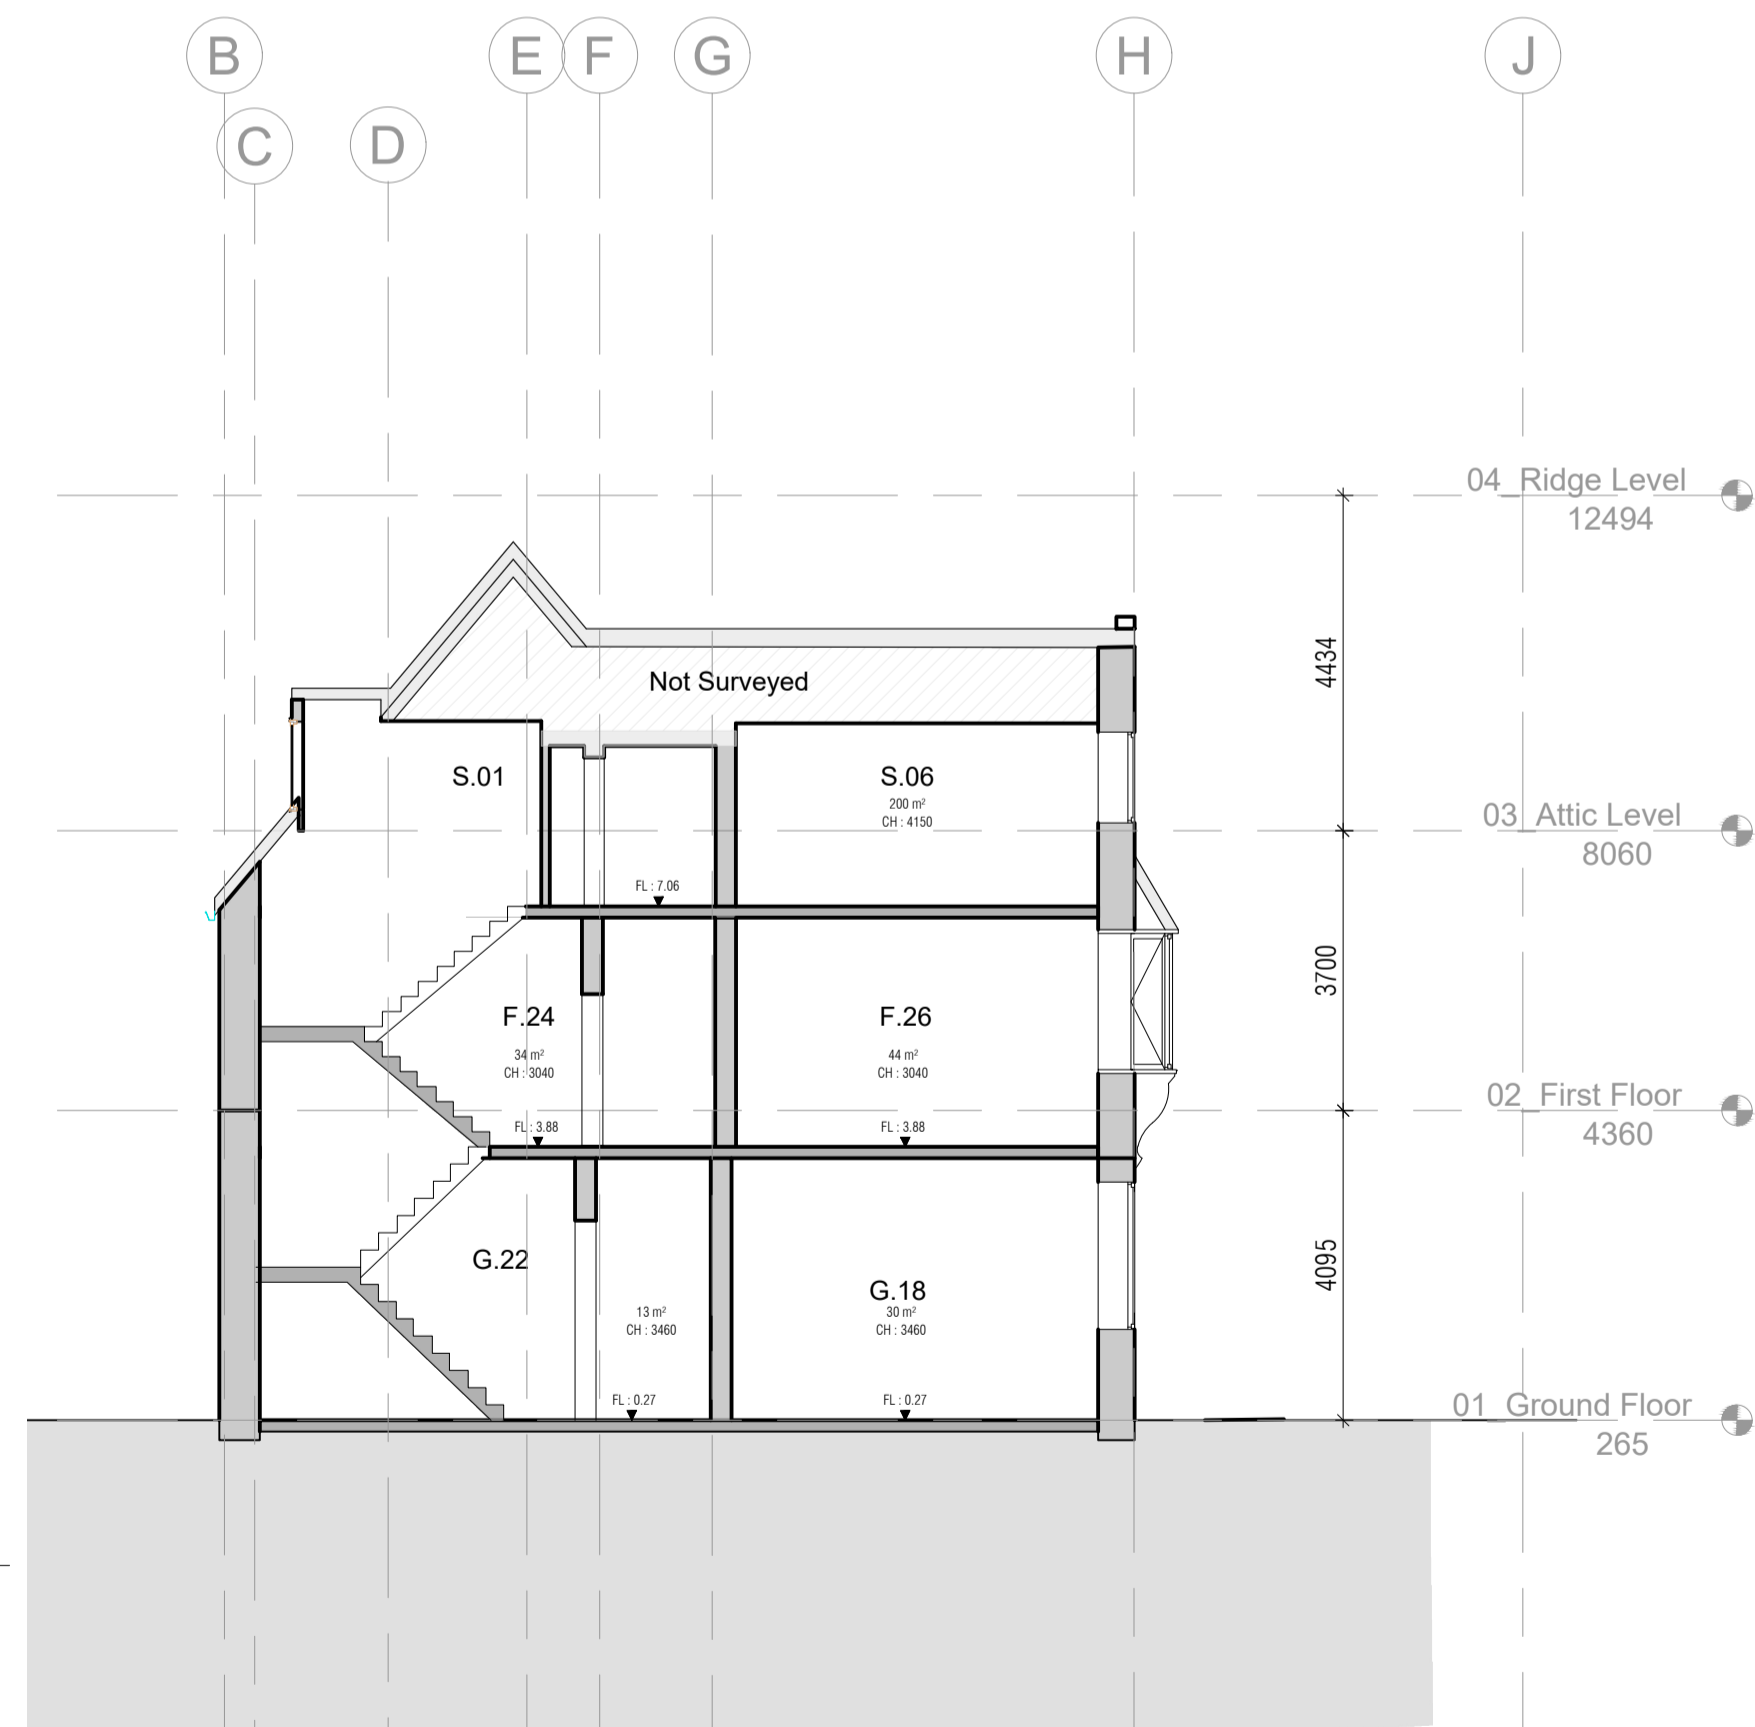 B
E
F
G
H
J
C
D
04_Ridge Level
12494
4434
Not Surveyed
S.01
S.06
200 m²
CH : 4150
03_Attic Level
8060
FL : 7.06
3700
F.24
34 m²
CH : 3040
F.26
44 m²
CH : 3040
FL : 3.88
FL : 3.88
02_First Floor
4360
4095
G.22
13 m²
CH : 3460
G.18
30 m²
CH : 3460
FL : 0.27
FL : 0.27
01_Ground Floor
265